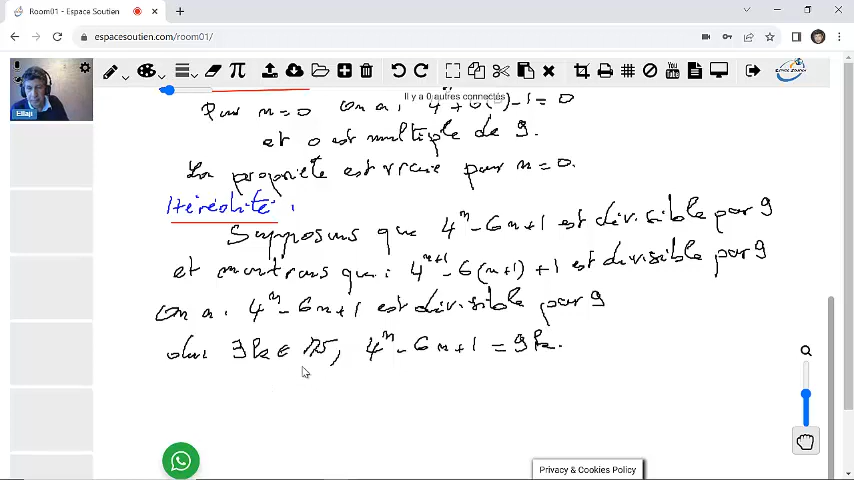 Room01 - Espace Soutien
espacesoutien.com/room01/
Il y a 0 autres connectés
Ellaji
Pour n=0 on a: 4⁰+6(0)-1=0
et 0 est multiple de 9.
La propriété est vraie pour n=0.
Hérédité :
Supposons que 4ⁿ-6n+1 est divisible par 9
et montrons que: 4ⁿ⁺¹-6(n+1)+1 est divisible par 9
on a: 4ⁿ-6n+1 est divisible par 9
donc ∃k∈ℕ, 4ⁿ-6n+1=9k.
Privacy & Cookies Policy